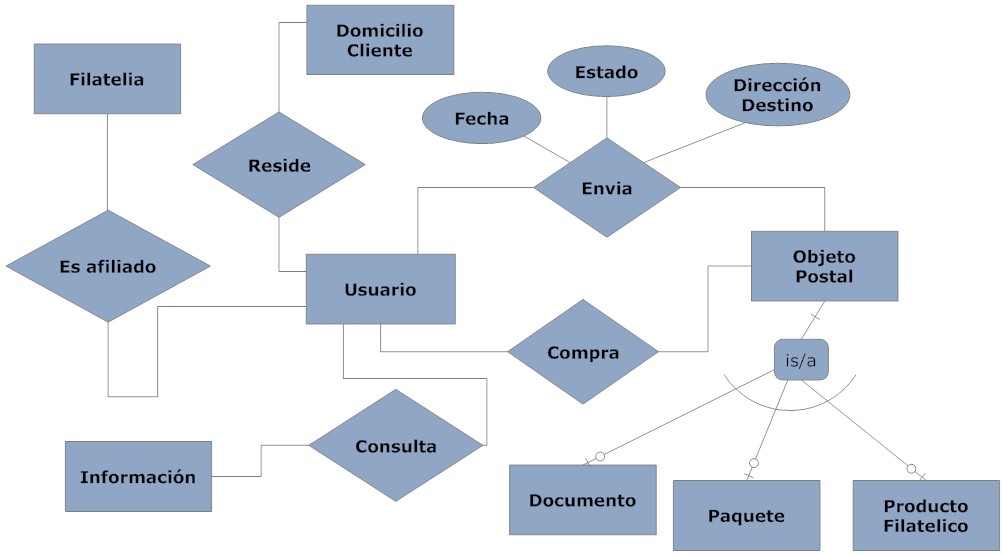 Domicilio
Cliente
Filatelia
Estado
Dirección
Destino
Fecha
Reside
Envia
Es afiliado
Objeto
Postal
Usuario
Compra
is/a
Consulta
Información
Documento
Paquete
Producto
Filatelico